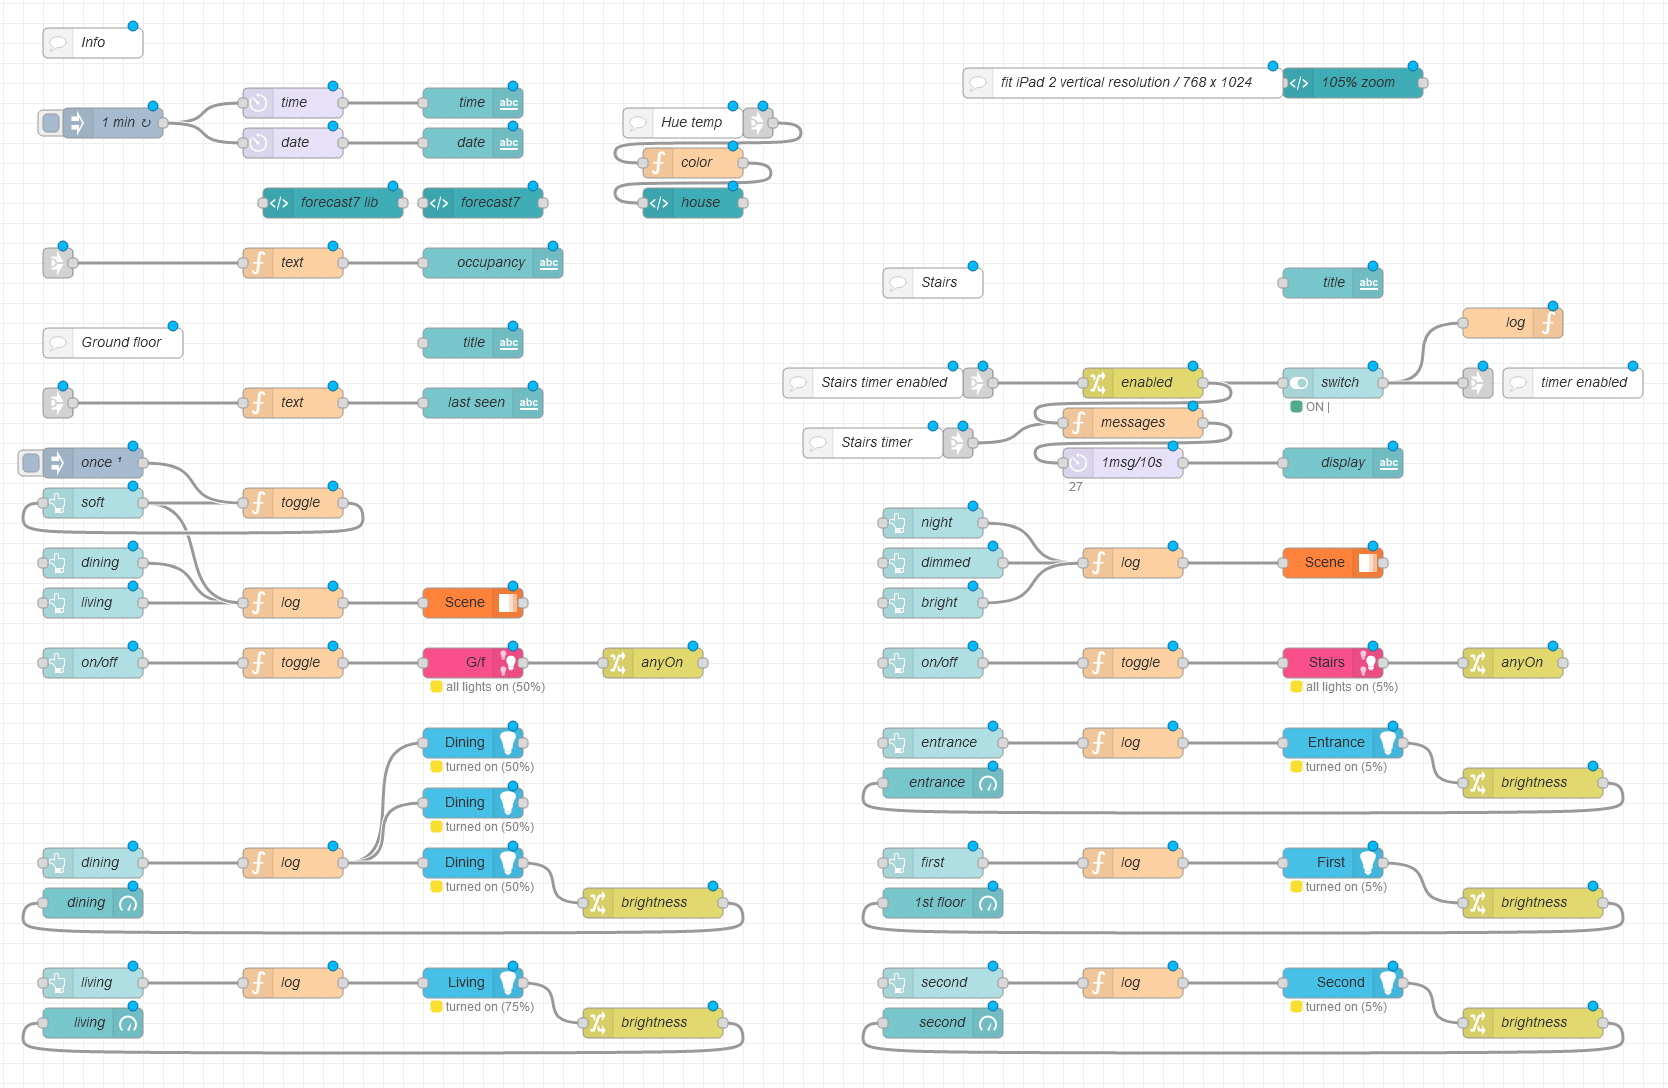 Info
fit iPad 2 vertical resolution / 768 x 1024
105% zoom
time
time abc
1 min ↻
Hue temp
date
date abc
color
forecast7 lib
forecast7
house
text
occupancy abc
Stairs
title abc
log
Ground floor
title abc
Stairs timer enabled
enabled
switch
timer enabled
ON |
text
last seen abc
messages
Stairs timer
once ¹
1msg/10s
display abc
27
soft
toggle
night
dining
dimmed
log
Scene
living
log
Scene
bright
on/off
toggle
G/f
anyOn
all lights on (50%)
on/off
toggle
Stairs
anyOn
all lights on (5%)
Dining
turned on (50%)
entrance
log
Entrance
turned on (5%)
entrance
brightness
Dining
turned on (50%)
dining
log
Dining
turned on (50%)
dining
brightness
first
log
First
turned on (5%)
1st floor
brightness
living
log
Living
turned on (75%)
living
brightness
second
log
Second
turned on (5%)
second
brightness